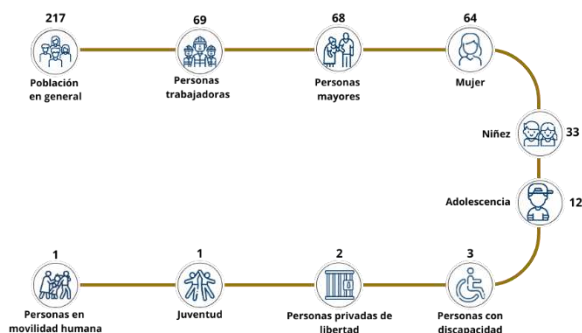 217
Población
en general
69
Personas
trabajadoras
68
Personas
mayores
64
Mujer
Niñez
33
Adolescencia
12
3
Personas con
discapacidad
2
Personas privadas de
libertad
1
Juventud
1
Personas en
movilidad humana